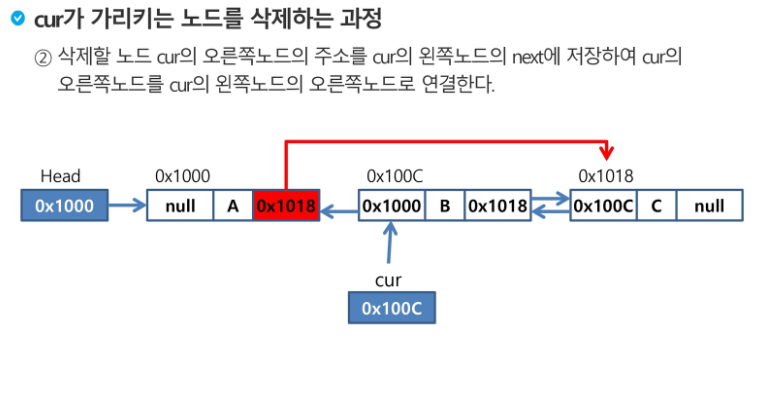 cur가 가리키는 노드를 삭제하는 과정
② 삭제할 노드 cur의 오른쪽노드의 주소를 cur의 왼쪽노드의 next에 저장하여 cur의
오른쪽노드를 cur의 왼쪽노드의 오른쪽노드로 연결한다.
Head 0x1000 0x100C 0x1018
0x1000 null A 0x1018 0x1000 B 0x1018 0x100C C null
cur
0x100C